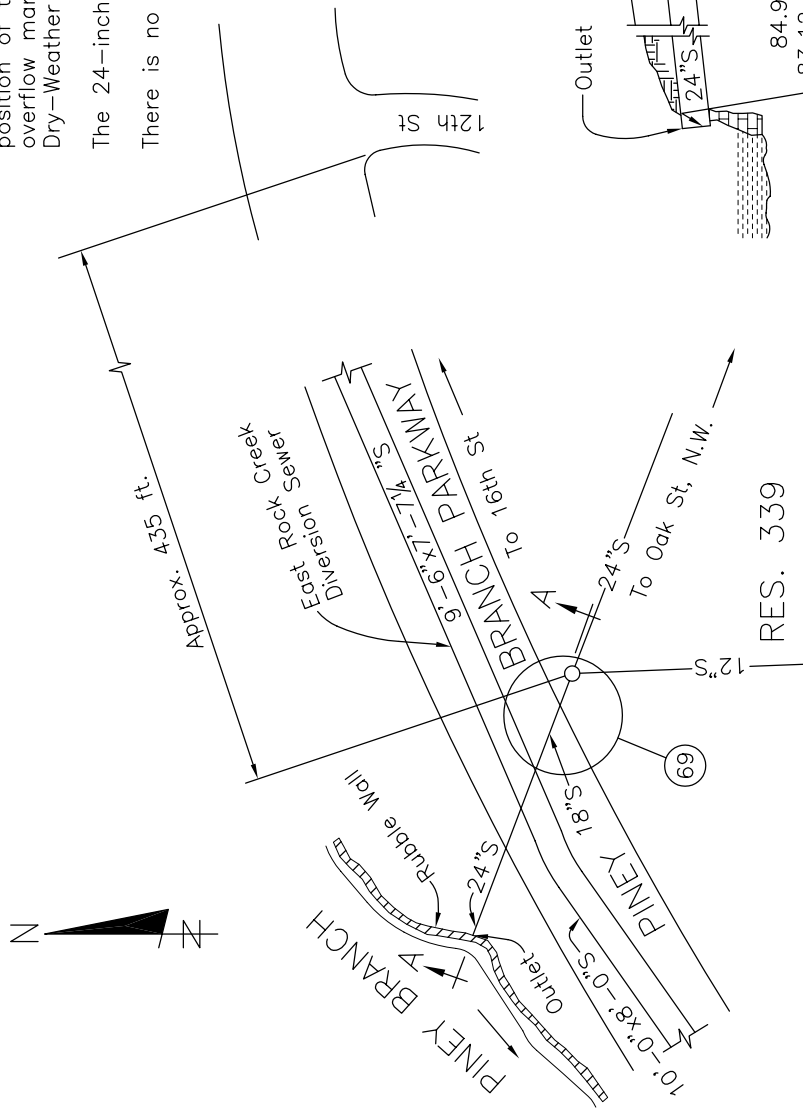 position of t
overflow man
Dry-Weather
The 24-inch
There is no
12th St
Outlet
24"S
84.9
Approx. 435 ft.
East Rock Creek
Diversion Sewer
9'-6"x7'-7¼"S
BRANCH PARKWAY
To 16th St
A
24"S
To Oak St, N.W.
RES. 339
12"S
69
18"S
PINEY
10'-0"x8'-0"S
Rubble Wall
24"S
Outlet
A
PINEY BRANCH
N
N